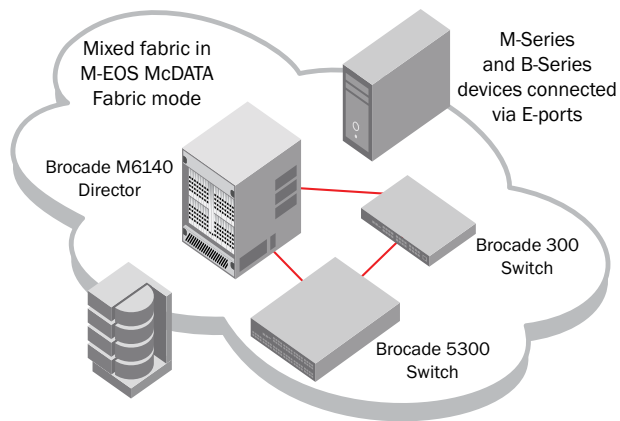 Mixed fabric in
M-EOS McDATA
Fabric mode
M-Series
and B-Series
devices connected
via E-ports
Brocade M6140
Director
Brocade 300
Switch
Brocade 5300
Switch